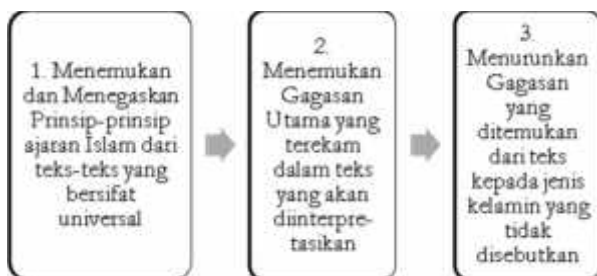 1. Menemukan
dan Menegaskan
Prinsip-prinsip
ajaran Islam dari
teks-teks yang
bersifat
universal
2.
Menemukan
Gagasan
Utama yang
terekam
dalam teks
yang akan
diinterpre-
tasikan
3.
Menurunkan
Gagasan
yang
ditemukan
dari teks
kepada jenis
kelamin yang
tidak
disebutkan